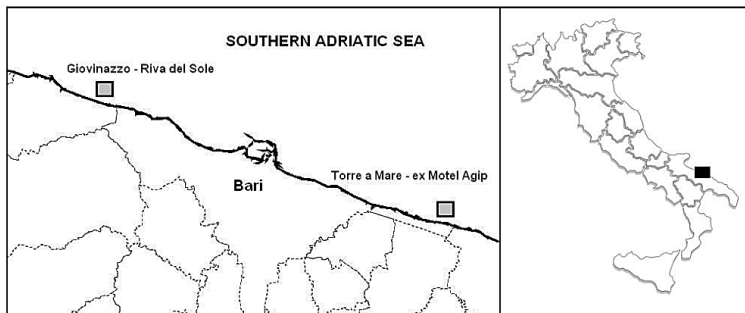 SOUTHERN ADRIATIC SEA
Giovinazzo - Riva del Sole
Torre a Mare - ex Motel Agip
Bari